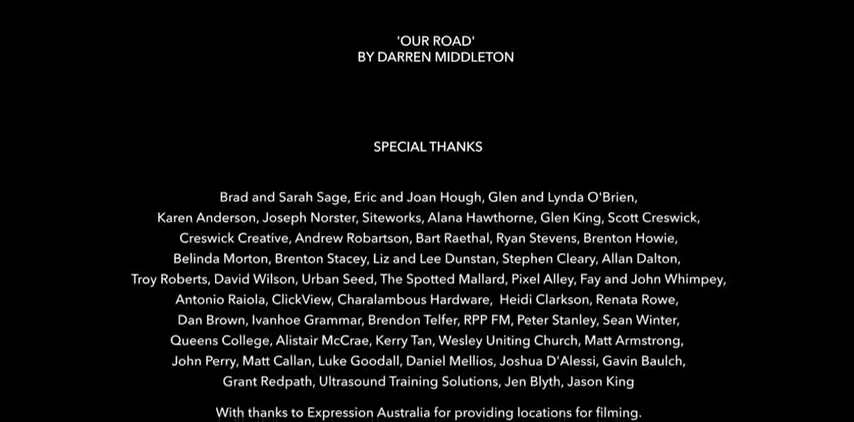 'OUR ROAD'
BY DARREN MIDDLETON
SPECIAL THANKS
Brad and Sarah Sage, Eric and Joan Hough, Glen and Lynda O'Brien,
Karen Anderson, Joseph Norster, Siteworks, Alana Hawthorne, Glen King, Scott Creswick,
Creswick Creative, Andrew Robartson, Bart Raethal, Ryan Stevens, Brenton Howie,
Belinda Morton, Brenton Stacey, Liz and Lee Dunstan, Stephen Cleary, Allan Dalton,
Troy Roberts, David Wilson, Urban Seed, The Spotted Mallard, Pixel Alley, Fay and John Whimpey,
Antonio Raiola, ClickView, Charalambous Hardware, Heidi Clarkson, Renata Rowe,
Dan Brown, Ivanhoe Grammar, Brendon Telfer, RPP FM, Peter Stanley, Sean Winter,
Queens College, Alistair McCrae, Kerry Tan, Wesley Uniting Church, Matt Armstrong,
John Perry, Matt Callan, Luke Goodall, Daniel Mellios, Joshua D'Alessi, Gavin Baulch,
Grant Redpath, Ultrasound Training Solutions, Jen Blyth, Jason King
With thanks to Expression Australia for providing locations for filming.